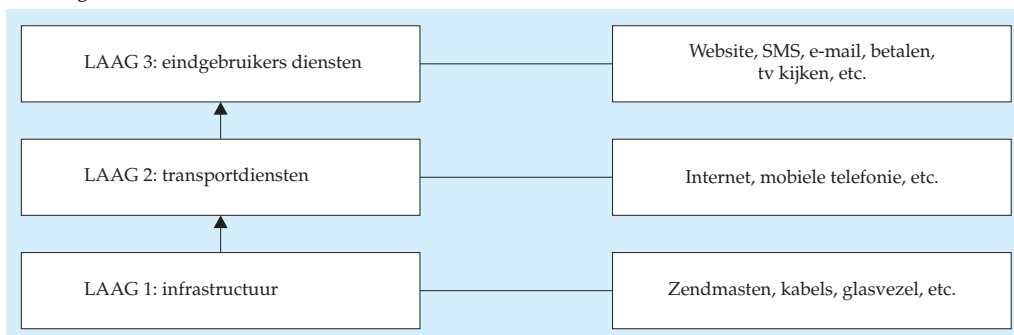 LAAG 3: eindgebruikers diensten
Website, SMS, e-mail, betalen,
tv kijken, etc.
LAAG 2: transportdiensten
Internet, mobiele telefonie, etc.
LAAG 1: infrastructuur
Zendmasten, kabels, glasvezel, etc.